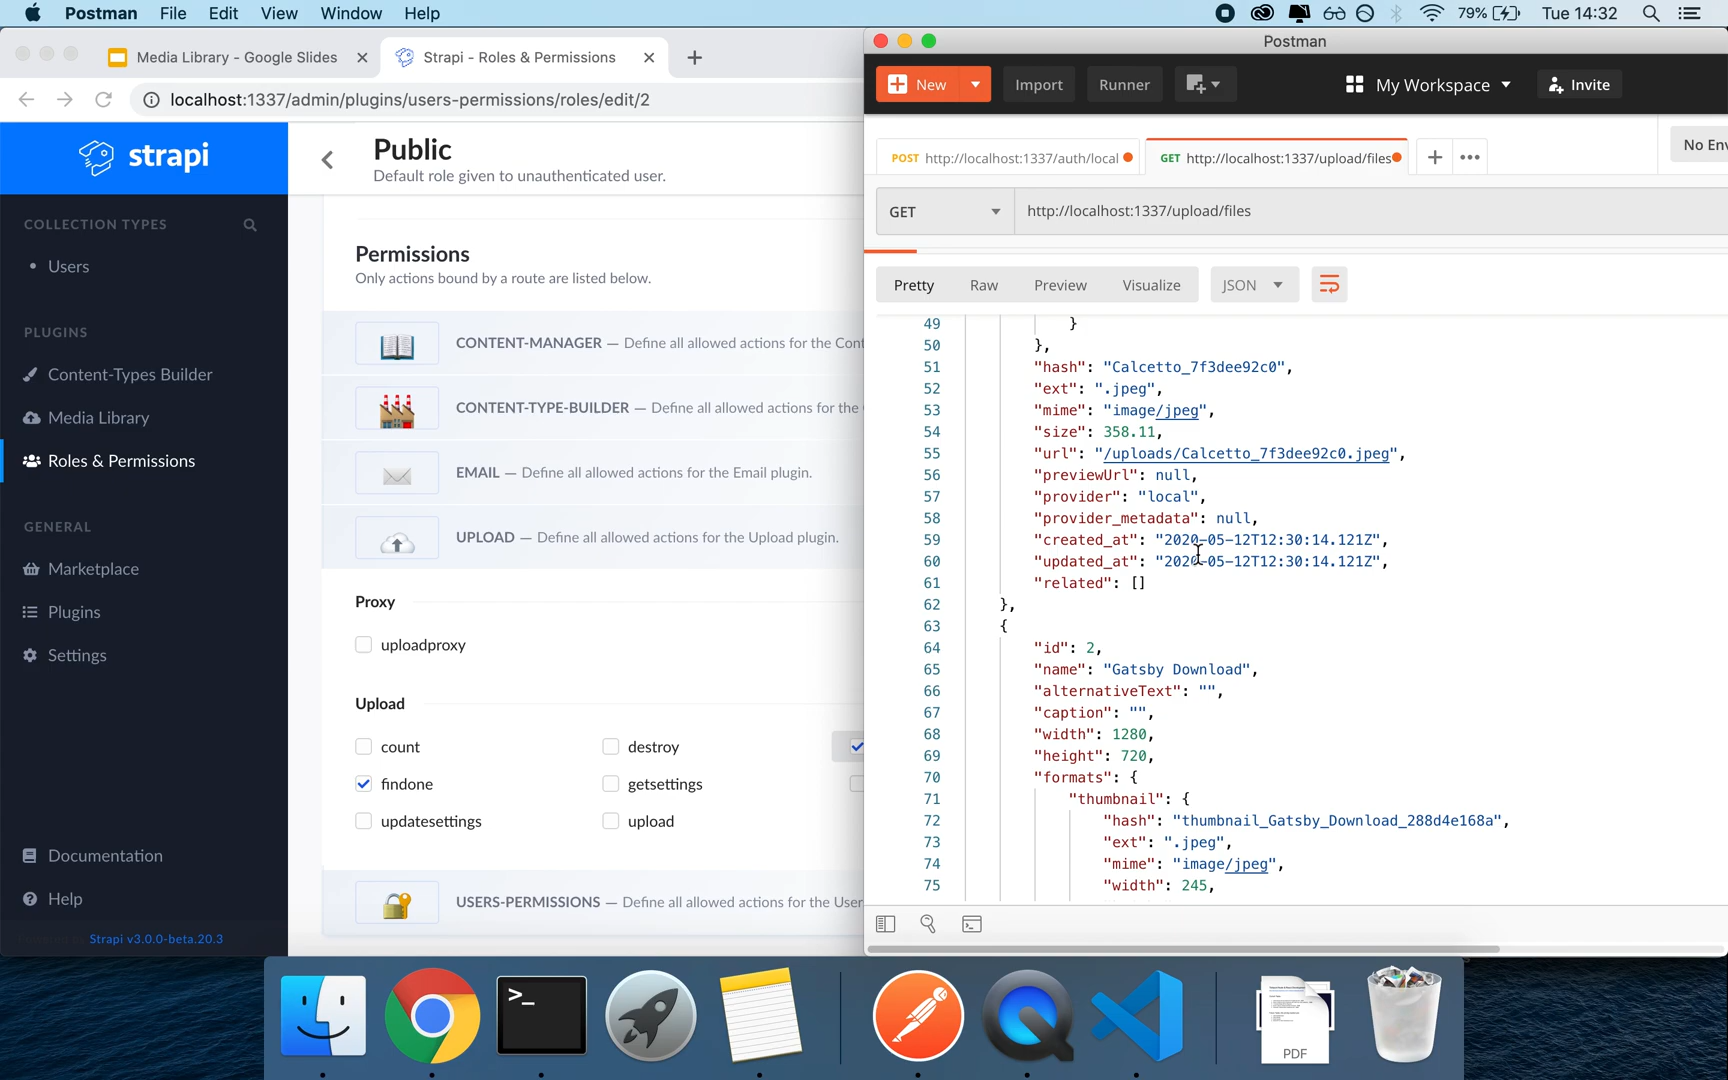 Postman File Edit View Window Help 79% Tue 14:32
Media Library - Google Slides
Strapi - Roles & Permissions
localhost:1337/admin/plugins/users-permissions/roles/edit/2
strapi
COLLECTION TYPES
Users
PLUGINS
Content-Types Builder
Media Library
Roles & Permissions
GENERAL
Marketplace
Plugins
Settings
Documentation
Help
Strapi v3.0.0-beta.20.3
Public
Default role given to unauthenticated user.
Permissions
Only actions bound by a route are listed below.
CONTENT-MANAGER — Define all allowed actions for the Cont
CONTENT-TYPE-BUILDER — Define all allowed actions for the
EMAIL — Define all allowed actions for the Email plugin.
UPLOAD — Define all allowed actions for the Upload plugin.
Proxy
uploadproxy
Upload
count destroy
findone getsettings
updatesettings upload
USERS-PERMISSIONS — Define all allowed actions for the User
Postman
New Import Runner My Workspace Invite
POST http://localhost:1337/auth/local GET http://localhost:1337/upload/files ••• No Env
GET http://localhost:1337/upload/files
Pretty Raw Preview Visualize JSON
49 }
50 },
51 "hash": "Calcetto_7f3dee92c0",
52 "ext": ".jpeg",
53 "mime": "image/jpeg",
54 "size": 358.11,
55 "url": "/uploads/Calcetto_7f3dee92c0.jpeg",
56 "previewUrl": null,
57 "provider": "local",
58 "provider_metadata": null,
59 "created_at": "2020-05-12T12:30:14.121Z",
60 "updated_at": "2020-05-12T12:30:14.121Z",
61 "related": []
62 },
63 {
64 "id": 2,
65 "name": "Gatsby Download",
66 "alternativeText": "",
67 "caption": "",
68 "width": 1280,
69 "height": 720,
70 "formats": {
71 "thumbnail": {
72 "hash": "thumbnail_Gatsby_Download_288d4e168a",
73 "ext": ".jpeg",
74 "mime": "image/jpeg",
75 "width": 245,
>_
PDF